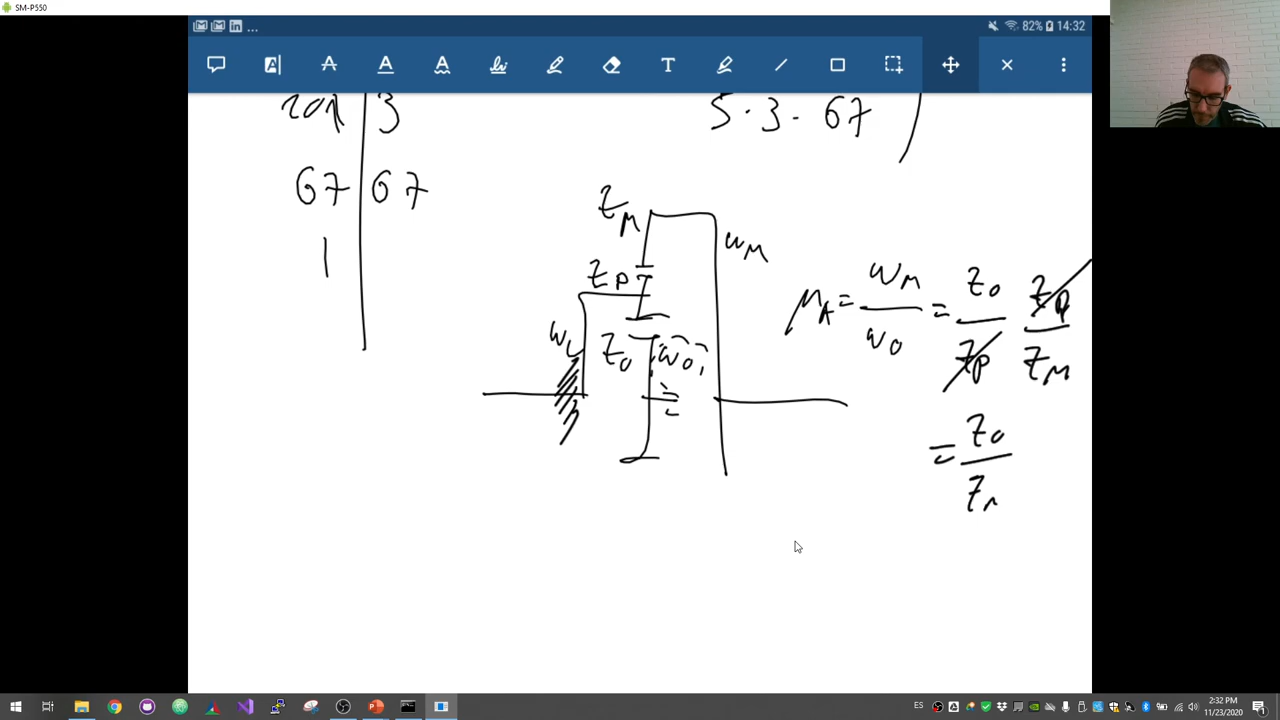 SM-P550
...
82% 14:32
201 | 3
67 | 67
1
5 · 3 · 67
Z_M
ω_M
Z_P
ω_L
Z_0
ω_0
μ_A = ω_M / ω_0 = Z_0 / Z_P Z_P / Z_M
= Z_0 / Z_M
ES
2:32 PM
11/23/2020